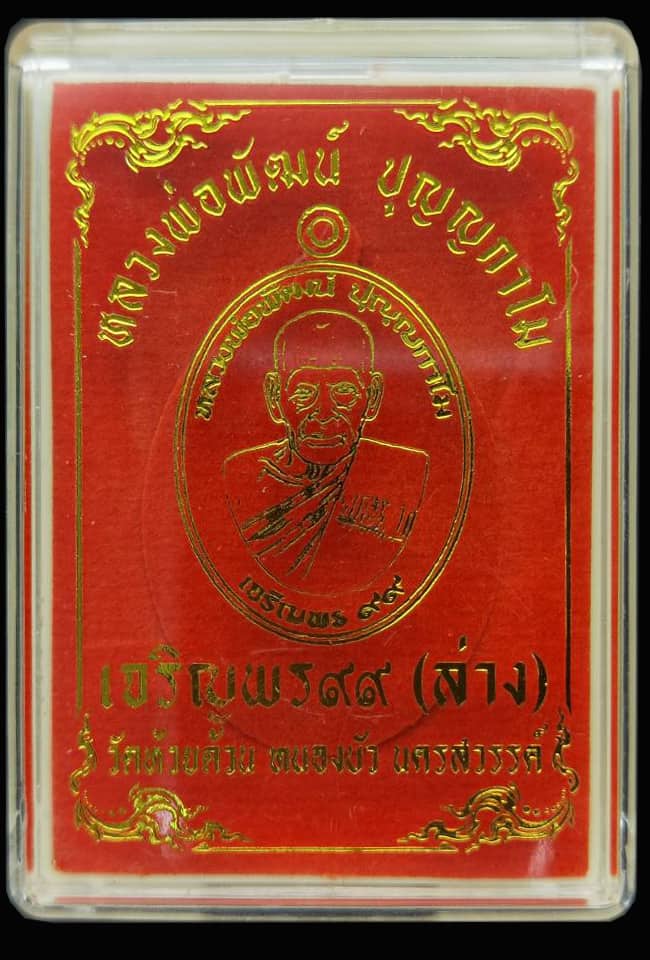 หลวงพ่อพัฒน์ ปุญญกาโม
หลวงพ่อพัฒน์ ปุญญกาโม
เจริญพร ๙๙
เจริญพร๙๙ (ล่าง)
วัดห้วยด้วน หนองบัว นครสวรรค์